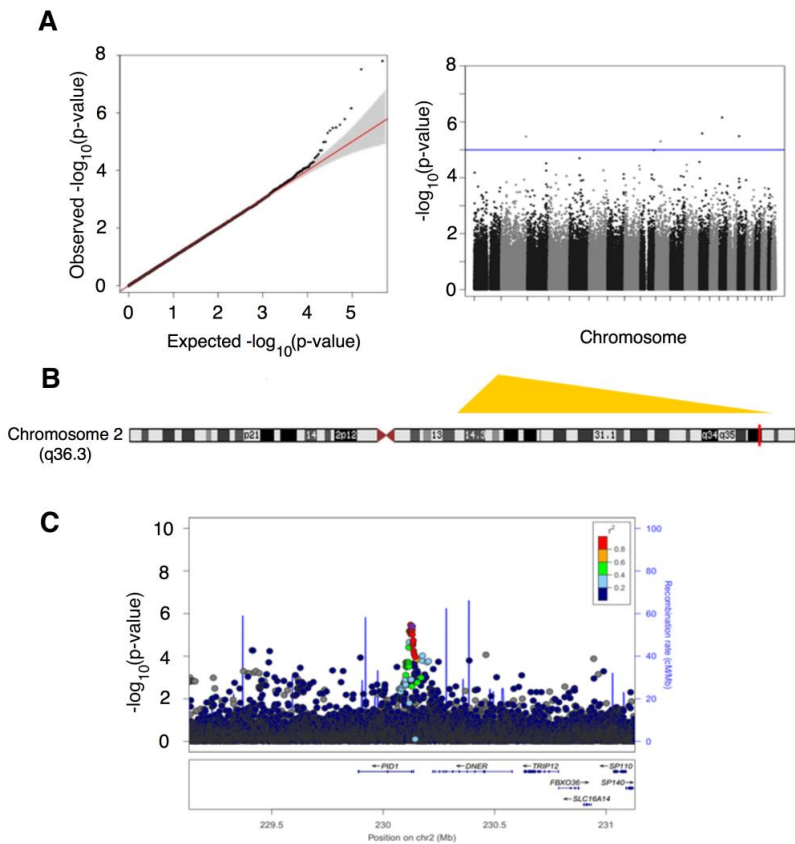 A
8
6
4
2
0
Observed -log10(p-value)
0 1 2 3 4 5
Expected -log10(p-value)
8
6
4
2
0
-log10(p-value)
Chromosome
B
Chromosome 2
(q36.3)
p21 14 2p12 13 14.3 31.1 q34 q35
C
10
8
6
4
2
0
-log10(p-value)
r2
0.8
0.6
0.4
0.2
100
80
60
40
20
0
Recombination rate (cM/Mb)
←PID1 ←DNER ←TRIP12 ←SP110
FBXO36→ SP140→
←SLC16A14
229.5 230 230.5 231
Position on chr2 (Mb)